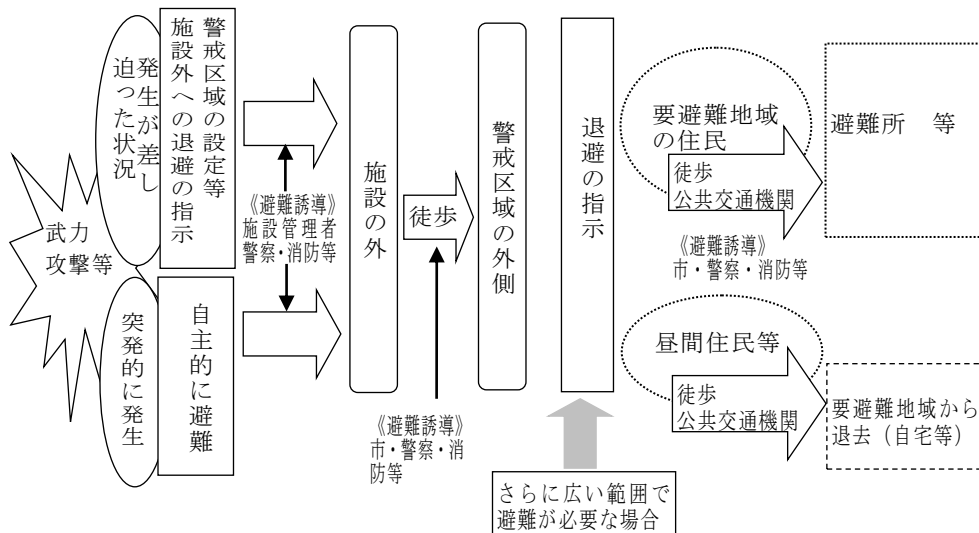 武力
攻撃等
発生が差し
迫った状況
警戒区域の設定等
施設外への退避の指示
突発的に発生
自主的に避難
《避難誘導》
施設管理者
警察・消防等
施設の外
徒歩
《避難誘導》
市・警察・消
防等
警戒区域の外側
退避の指示
さらに広い範囲で
避難が必要な場合
要避難地域
の住民
徒歩
公共交通機関
《避難誘導》
市・警察・消防等
避難所　等
昼間住民等
徒歩
公共交通機関
要避難地域から
退去（自宅等）